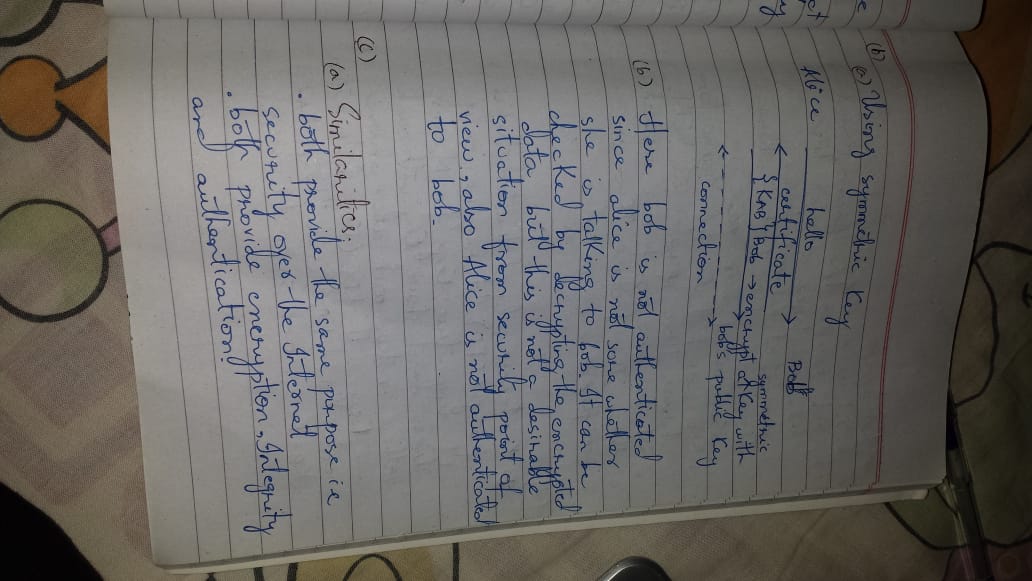 (b)
(a) Using symmetric Key
Alice hello Bob
certificate
{KAB}Bob → encrypt symmetric Key with
bob's public Key
connection
(b) Here bob is not authenticated
since alice is not sure whether
she is talking to bob. It can be
checked by decrypting the encrypted
data but this is not a desirable
situation from security point of
view, also Alice is not authenticated
to bob.
(c)
(a) Similarities:
. both provide the same purpose ie
security over the Internet
. both provide encryption, Integrity
and authentication.